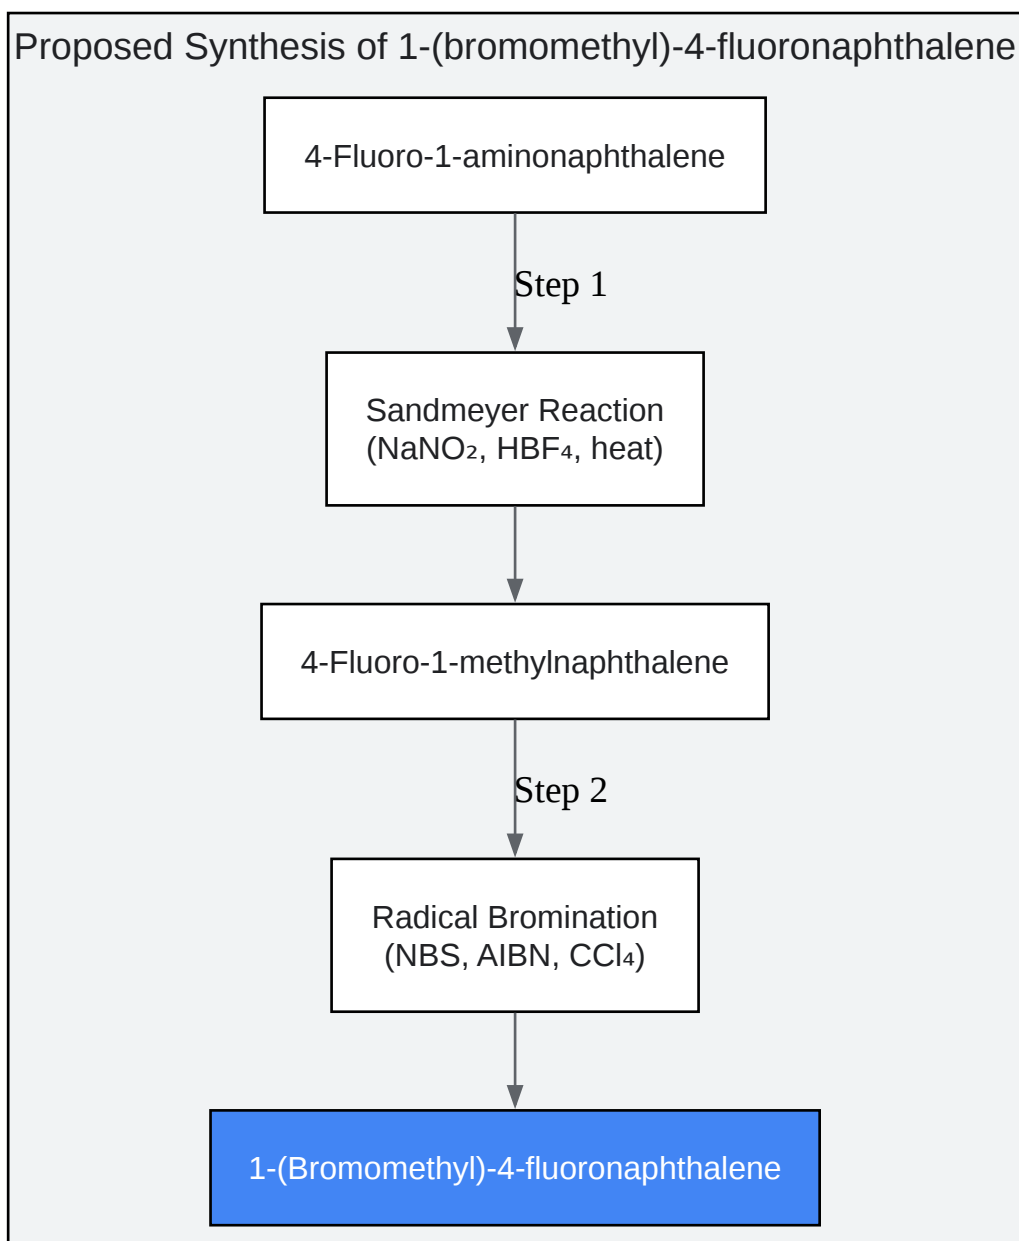 Proposed Synthesis of 1-(bromomethyl)-4-fluoronaphthalene
4-Fluoro-1-aminonaphthalene
Step 1
Sandmeyer Reaction
(NaNO₂, HBF₄, heat)
4-Fluoro-1-methylnaphthalene
Step 2
Radical Bromination
(NBS, AIBN, CCl₄)
1-(Bromomethyl)-4-fluoronaphthalene